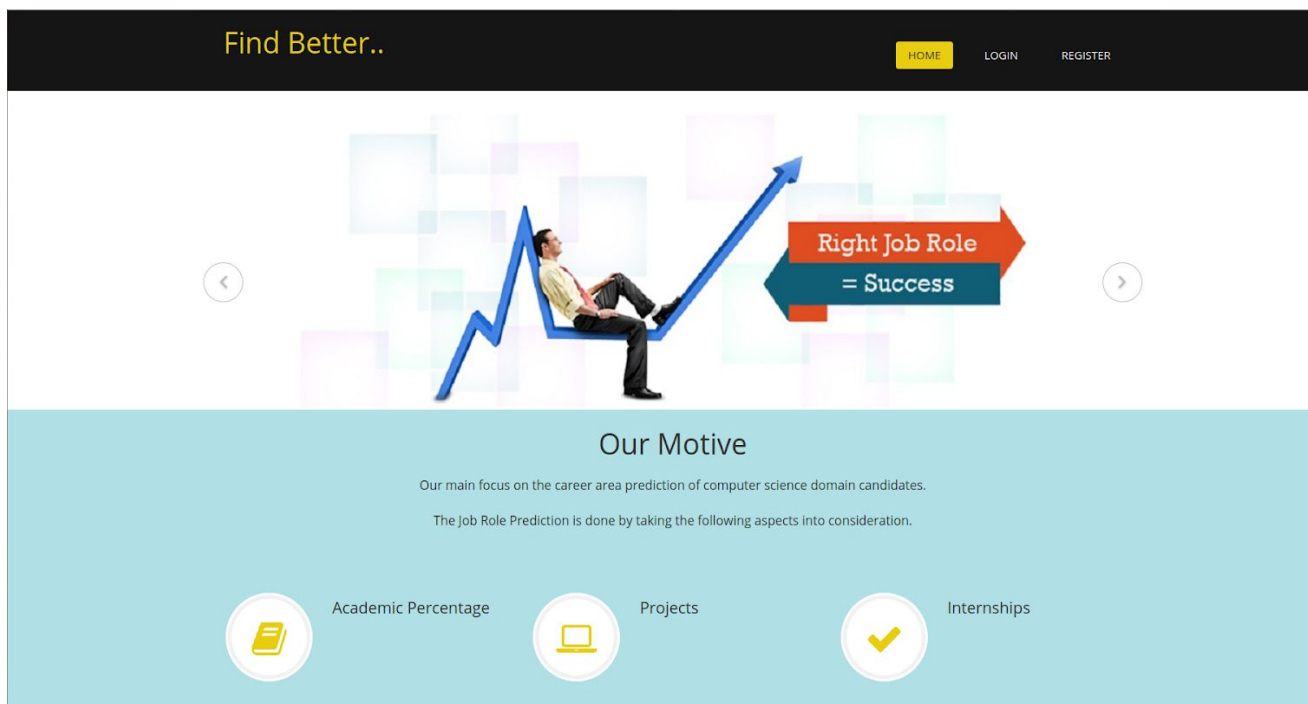 Find Better..
HOME LOGIN REGISTER
Right Job Role
= Success
Our Motive
Our main focus on the career area prediction of computer science domain candidates.
The Job Role Prediction is done by taking the following aspects into consideration.
Academic Percentage Projects Internships